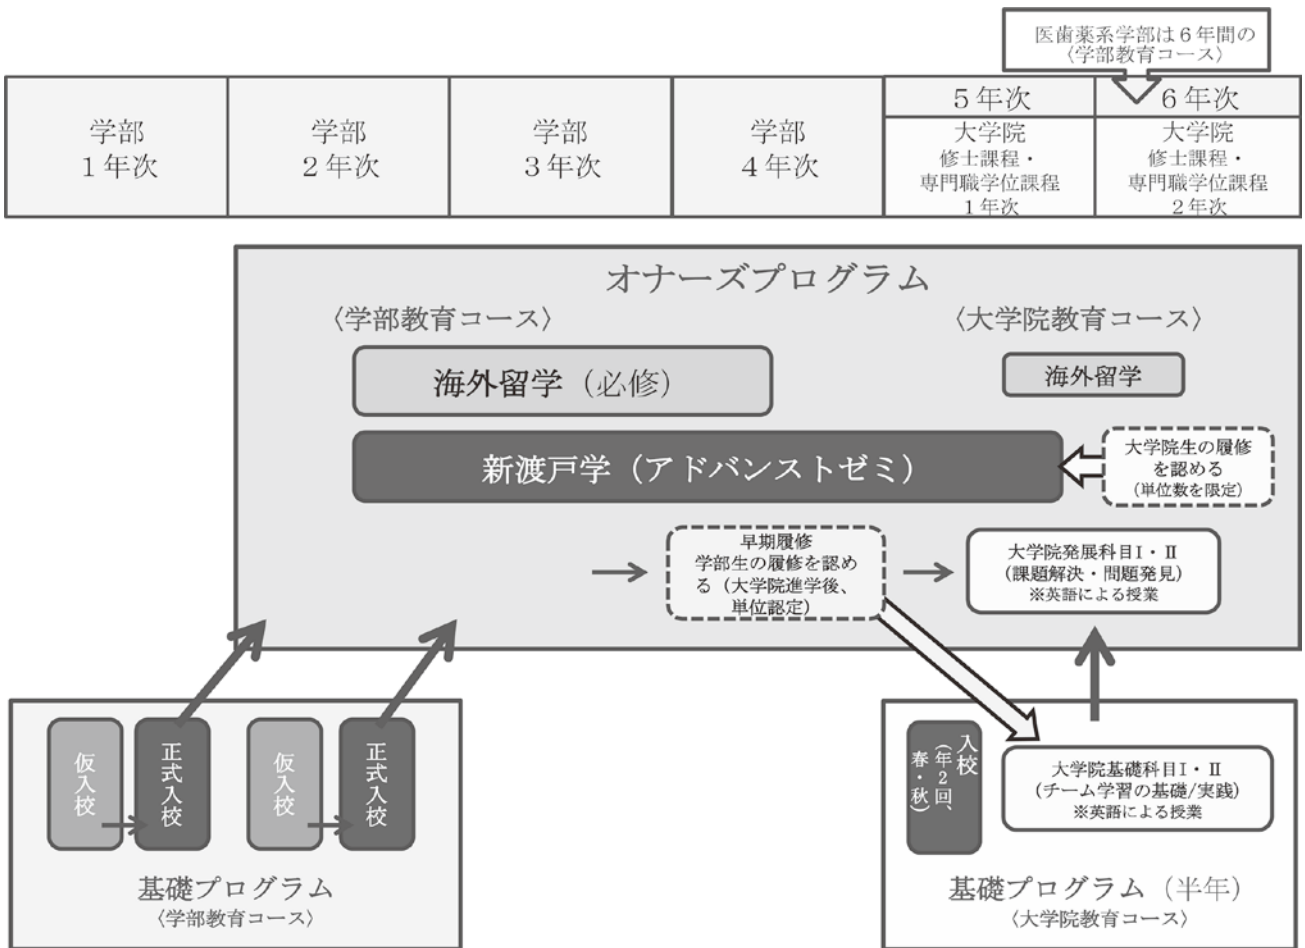 医歯薬系学部は６年間の
〈学部教育コース〉
学部
１年次
学部
２年次
学部
３年次
学部
４年次
５年次
大学院
修士課程・
専門職学位課程
１年次
６年次
大学院
修士課程・
専門職学位課程
２年次
オナーズプログラム
〈学部教育コース〉
〈大学院教育コース〉
海外留学（必修）
海外留学
新渡戸学（アドバンストゼミ）
大学院生の履修
を認める
(単位数を限定)
早期履修
学部生の履修を認め
る（大学院進学後、
単位認定）
大学院発展科目Ⅰ・Ⅱ
(課題解決・問題発見)
※英語による授業
仮入校
正式入校
仮入校
正式入校
基礎プログラム
〈学部教育コース〉
入校
(年２回、
春・秋)
大学院基礎科目Ⅰ・Ⅱ
(チーム学習の基礎/実践)
※英語による授業
基礎プログラム（半年）
〈大学院教育コース〉